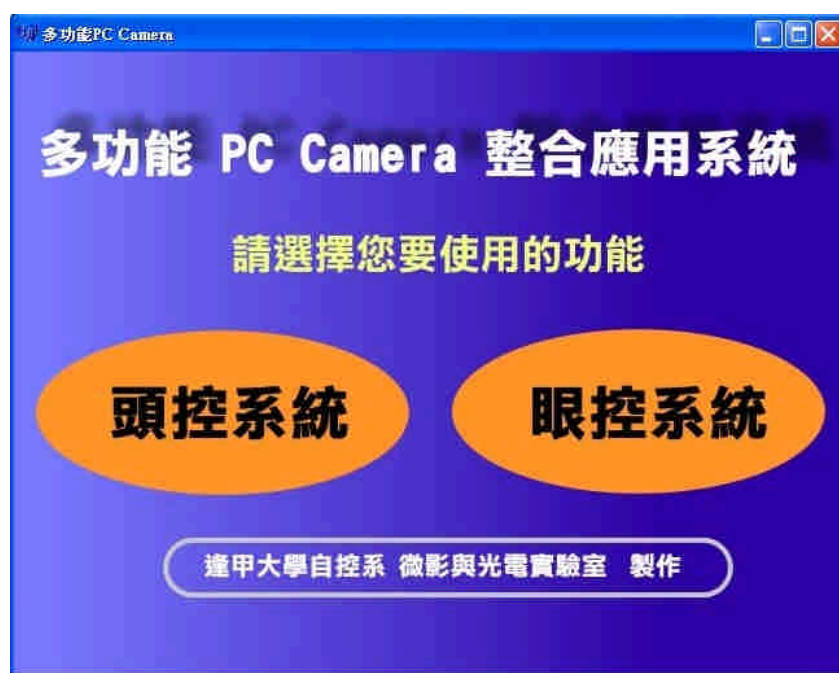 多功能PC Camera
多功能 PC Camera 整合應用系統
請選擇您要使用的功能
頭控系統
眼控系統
逢甲大學自控系 微影與光電實驗室 製作